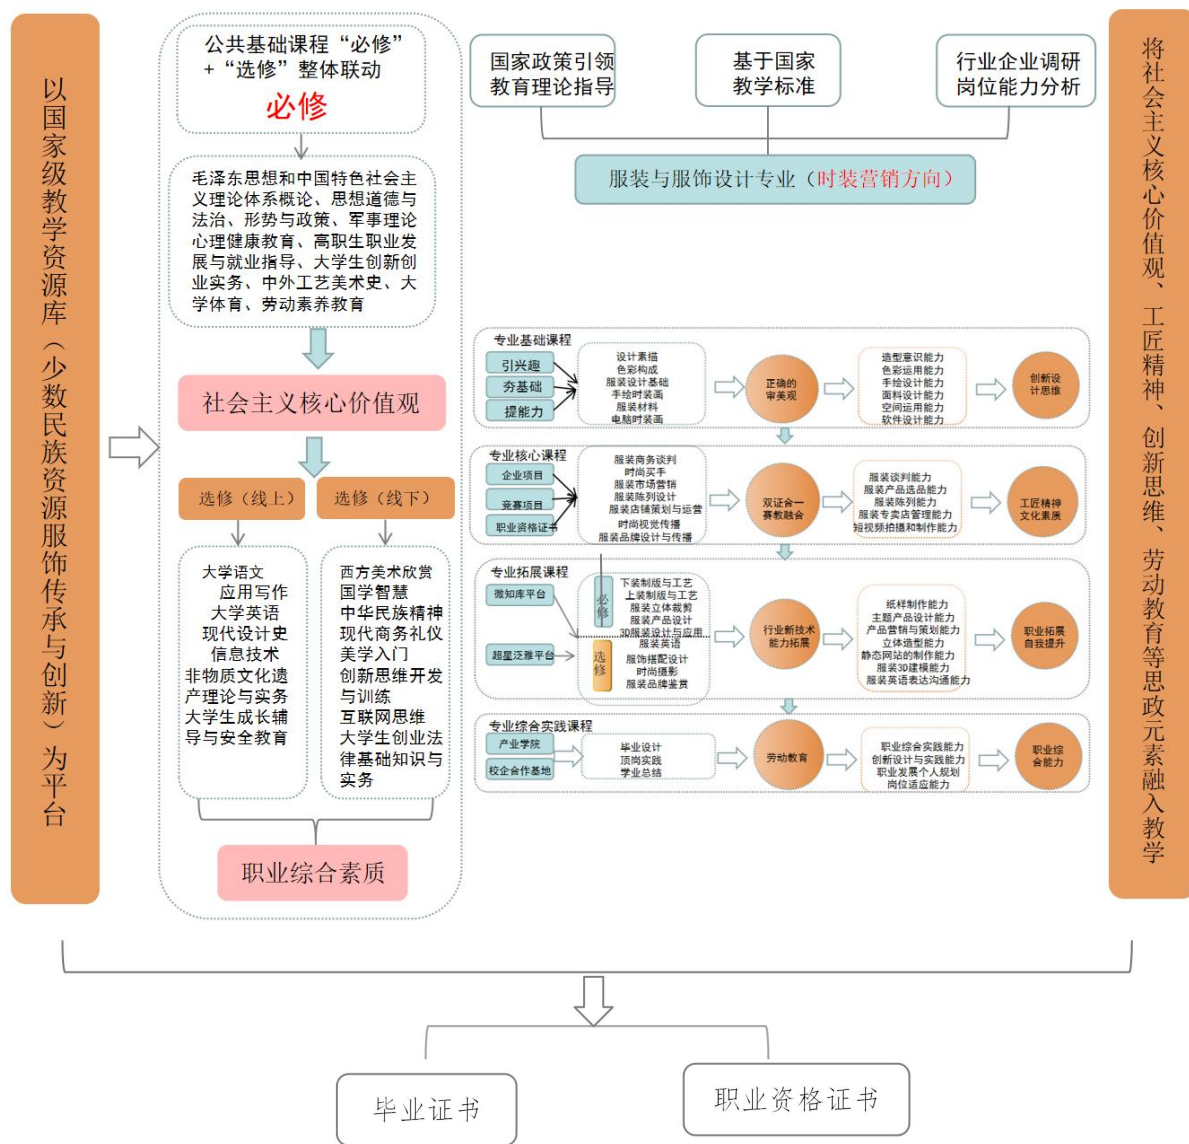 以国家级教学资源库（少数民族资源服饰传承与创新）为平台
公共基础课程“必修”
+“选修”整体联动
必修
毛泽东思想和中国特色社会主
义理论体系概论、思想道德与
法治、形势与政策、军事理论
心理健康教育、高职生职业发
展与就业指导、大学生创新创
业实务、中外工艺美术史、大
学体育、劳动素养教育
社会主义核心价值观
选修（线上）
选修（线下）
大学语文
应用写作
大学英语
现代设计史
信息技术
非物质文化遗
产理论与实务
大学生成长辅
导与安全教育
西方美术欣赏
国学智慧
中华民族精神
现代商务礼仪
美学入门
创新思维开发
与训练
互联网思维
大学生创业法
律基础知识与
实务
职业综合素质
国家政策引领
教育理论指导
基于国家
教学标准
行业企业调研
岗位能力分析
服装与服饰设计专业（时装营销方向）
专业基础课程
引兴趣
夯基础
提能力
设计素描
色彩构成
服装设计基础
手绘时装画
服装材料
电脑时装画
正确的
审美观
造型意识能力
色彩运用能力
手绘设计能力
面料设计能力
空间运用能力
软件设计能力
创新设
计思维
专业核心课程
企业项目
竞赛项目
职业资格证书
服装商务谈判
时尚买手
服装市场营销
服装陈列设计
服装店铺策划与运营
时尚视觉传播
服装品牌设计与传播
双证合一
赛教融合
服装谈判能力
服装产品选品能力
服装陈列能力
服装专卖店管理能力
短视频拍摄和制作能力
工匠精神
文化素质
专业拓展课程
微知库平台
超星泛雅平台
必修
下装制版与工艺
上装制版与工艺
服装立体裁剪
服装产品设计
3D服装设计与应用
选修
服装英语
服饰搭配设计
时尚摄影
服装品牌鉴赏
行业新技术
能力拓展
纸样制作能力
主题产品设计能力
产品营销与策划能力
立体造型能力
静态网站的制作能力
服装3D建模能力
服装英语表达沟通能力
职业拓展
自我提升
专业综合实践课程
产业学院
校企合作基地
毕业设计
顶岗实践
学业总结
劳动教育
职业综合实践能力
创新设计与实践能力
职业发展个人规划
岗位适应能力
职业综
合能力
将社会主义核心价值观、工匠精神、创新思维、劳动教育等思政元素融入教学
毕业证书
职业资格证书